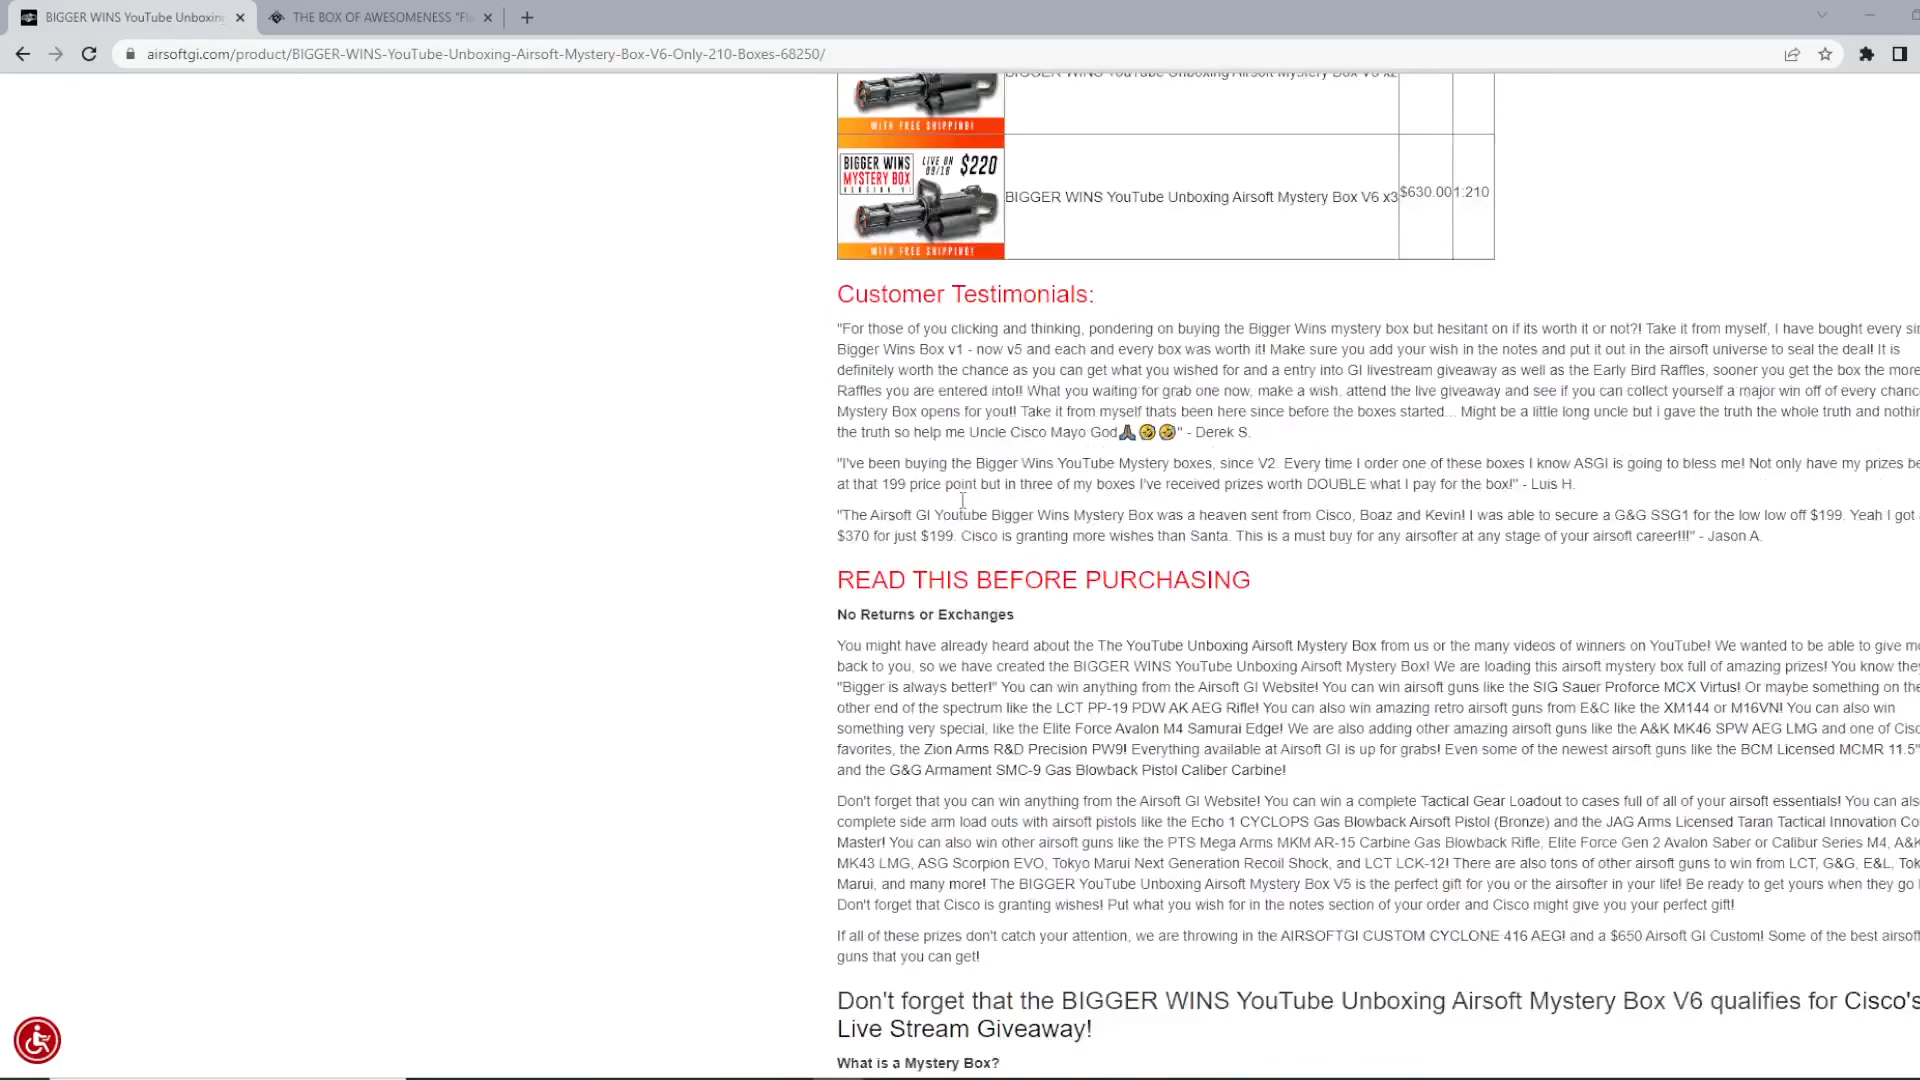 BIGGER WINS YouTube Unboxing
THE BOX OF AWESOMENESS "Fl
airsoftgi.com/product/BIGGER-WINS-YouTube-Unboxing-Airsoft-Mystery-Box-V6-Only-210-Boxes-68250/
BIGGER WINS YouTube Unboxing Airsoft Mystery Box V6 x2
WITH FREE SHIPPING!
BIGGER WINS LIVE ON $220
MYSTERY BOX 09/16
BIGGER WINS YouTube Unboxing Airsoft Mystery Box V6 x3 $630.00 1:210
WITH FREE SHIPPING!
Customer Testimonials:
"For those of you clicking and thinking, pondering on buying the Bigger Wins mystery box but hesitant on if its worth it or not?! Take it from myself, I have bought every sin
Bigger Wins Box v1 - now v5 and each and every box was worth it! Make sure you add your wish in the notes and put it out in the airsoft universe to seal the deal! It is
definitely worth the chance as you can get what you wished for and a entry into GI livestream giveaway as well as the Early Bird Raffles, sooner you get the box the more
Raffles you are entered into!! What you waiting for grab one now, make a wish, attend the live giveaway and see if you can collect yourself a major win off of every chanc
Mystery Box opens for you!! Take it from myself thats been here since before the boxes started... Might be a little long uncle but i gave the truth the whole truth and nothin
the truth so help me Uncle Cisco Mayo God🙏🏾🤣🤣" - Derek S.
"I've been buying the Bigger Wins YouTube Mystery boxes, since V2. Every time I order one of these boxes I know ASGI is going to bless me! Not only have my prizes be
at that 199 price point but in three of my boxes I've received prizes worth DOUBLE what I pay for the box!" - Luis H.
"The Airsoft GI Youtube Bigger Wins Mystery Box was a heaven sent from Cisco, Boaz and Kevin! I was able to secure a G&G SSG1 for the low low off $199. Yeah I got
$370 for just $199. Cisco is granting more wishes than Santa. This is a must buy for any airsofter at any stage of your airsoft career!!!" - Jason A.
READ THIS BEFORE PURCHASING
No Returns or Exchanges
You might have already heard about the The YouTube Unboxing Airsoft Mystery Box from us or the many videos of winners on YouTube! We wanted to be able to give mo
back to you, so we have created the BIGGER WINS YouTube Unboxing Airsoft Mystery Box! We are loading this airsoft mystery box full of amazing prizes! You know they
"Bigger is always better!" You can win anything from the Airsoft GI Website! You can win airsoft guns like the SIG Sauer Proforce MCX Virtus! Or maybe something on the
other end of the spectrum like the LCT PP-19 PDW AK AEG Rifle! You can also win amazing retro airsoft guns from E&C like the XM144 or M16VN! You can also win
something very special, like the Elite Force Avalon M4 Samurai Edge! We are also adding other amazing airsoft guns like the A&K MK46 SPW AEG LMG and one of Cisc
favorites, the Zion Arms R&D Precision PW9! Everything available at Airsoft GI is up for grabs! Even some of the newest airsoft guns like the BCM Licensed MCMR 11.5"
and the G&G Armament SMC-9 Gas Blowback Pistol Caliber Carbine!
Don't forget that you can win anything from the Airsoft GI Website! You can win a complete Tactical Gear Loadout to cases full of all of your airsoft essentials! You can als
complete side arm load outs with airsoft pistols like the Echo 1 CYCLOPS Gas Blowback Airsoft Pistol (Bronze) and the JAG Arms Licensed Taran Tactical Innovation Co
Master! You can also win other airsoft guns like the PTS Mega Arms MKM AR-15 Carbine Gas Blowback Rifle, Elite Force Gen 2 Avalon Saber or Calibur Series M4, A&K
MK43 LMG, ASG Scorpion EVO, Tokyo Marui Next Generation Recoil Shock, and LCT LCK-12! There are also tons of other airsoft guns to win from LCT, G&G, E&L, Tok
Marui, and many more! The BIGGER YouTube Unboxing Airsoft Mystery Box V5 is the perfect gift for you or the airsofter in your life! Be ready to get yours when they go l
Don't forget that Cisco is granting wishes! Put what you wish for in the notes section of your order and Cisco might give you your perfect gift!
If all of these prizes don't catch your attention, we are throwing in the AIRSOFTGI CUSTOM CYCLONE 416 AEG! and a $650 Airsoft GI Custom! Some of the best airsoft
guns that you can get!
Don't forget that the BIGGER WINS YouTube Unboxing Airsoft Mystery Box V6 qualifies for Cisco's
Live Stream Giveaway!
What is a Mystery Box?